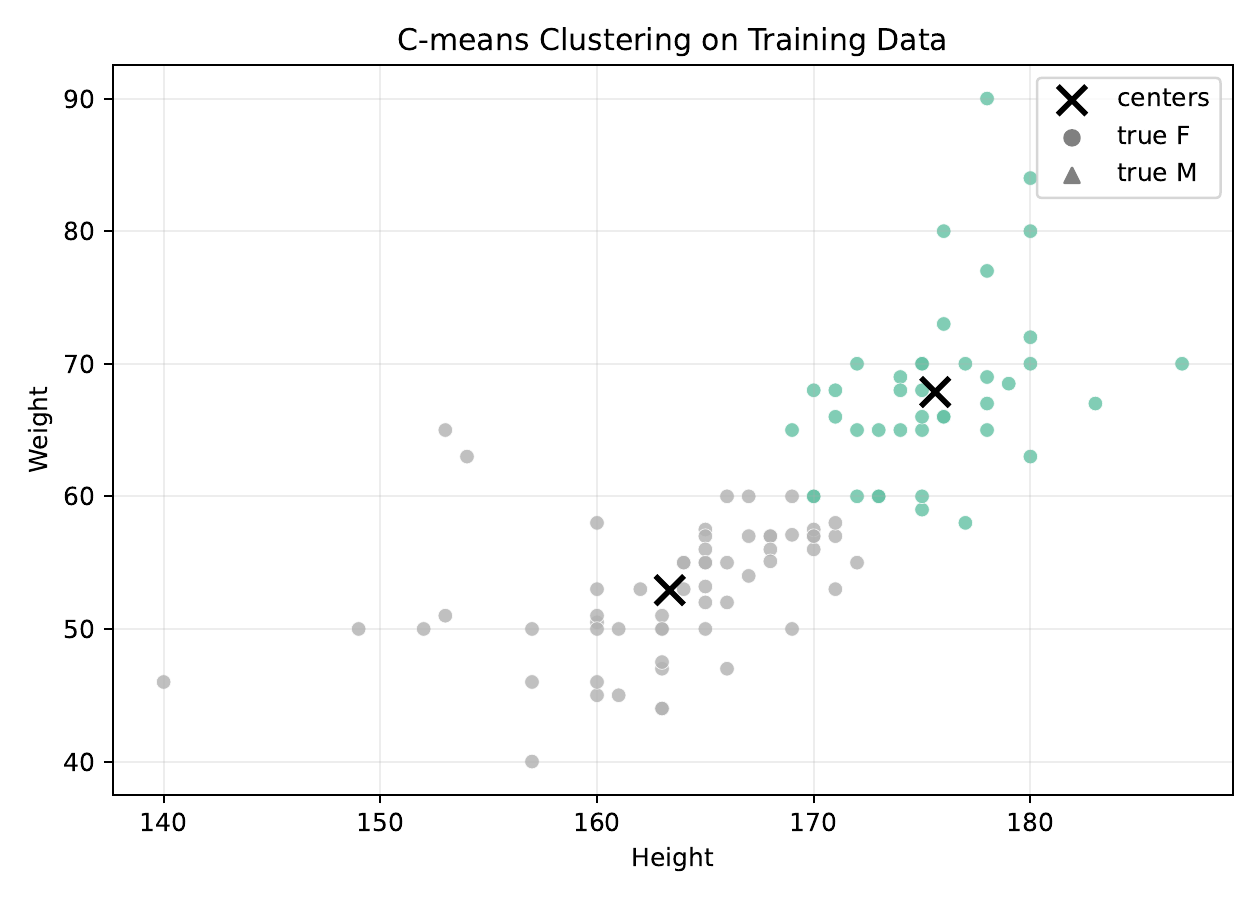 C-means Clustering on Training Data
centers
true F
true M
90
80
70
60
50
40
Weight
140 150 160 170 180
Height